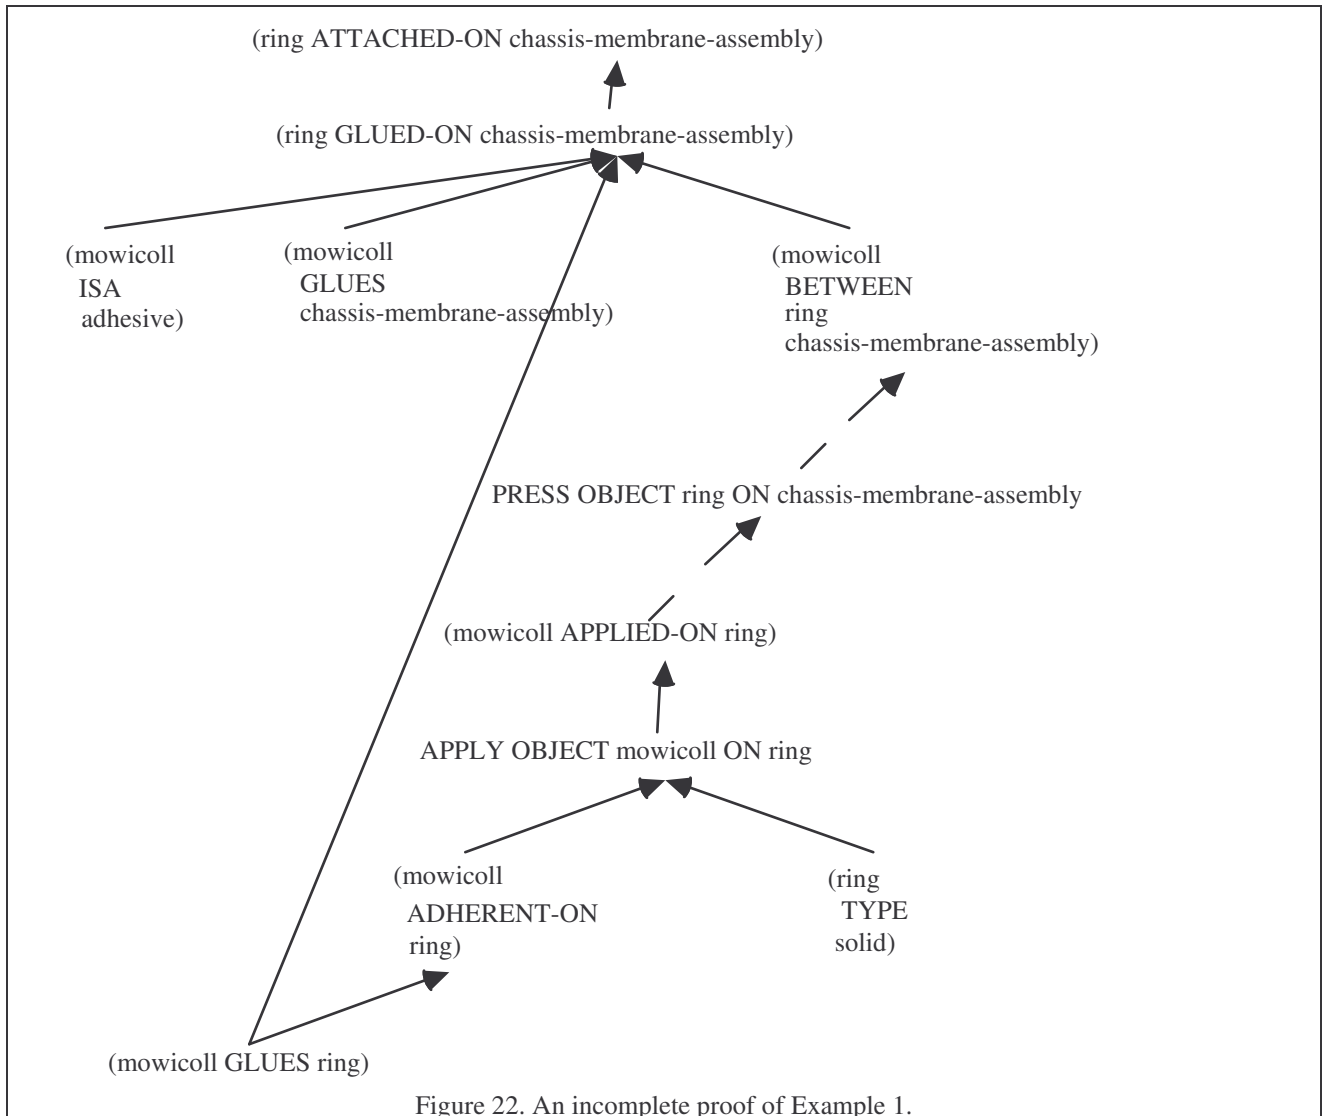 (ring ATTACHED-ON chassis-membrane-assembly)
(ring GLUED-ON chassis-membrane-assembly)
(mowicoll
ISA
adhesive)
(mowicoll
GLUES
chassis-membrane-assembly)
(mowicoll
BETWEEN
ring
chassis-membrane-assembly)
PRESS OBJECT ring ON chassis-membrane-assembly
(mowicoll APPLIED-ON ring)
APPLY OBJECT mowicoll ON ring
(mowicoll
ADHERENT-ON
ring)
(ring
TYPE
solid)
(mowicoll GLUES ring)
Figure 22. An incomplete proof of Example 1.